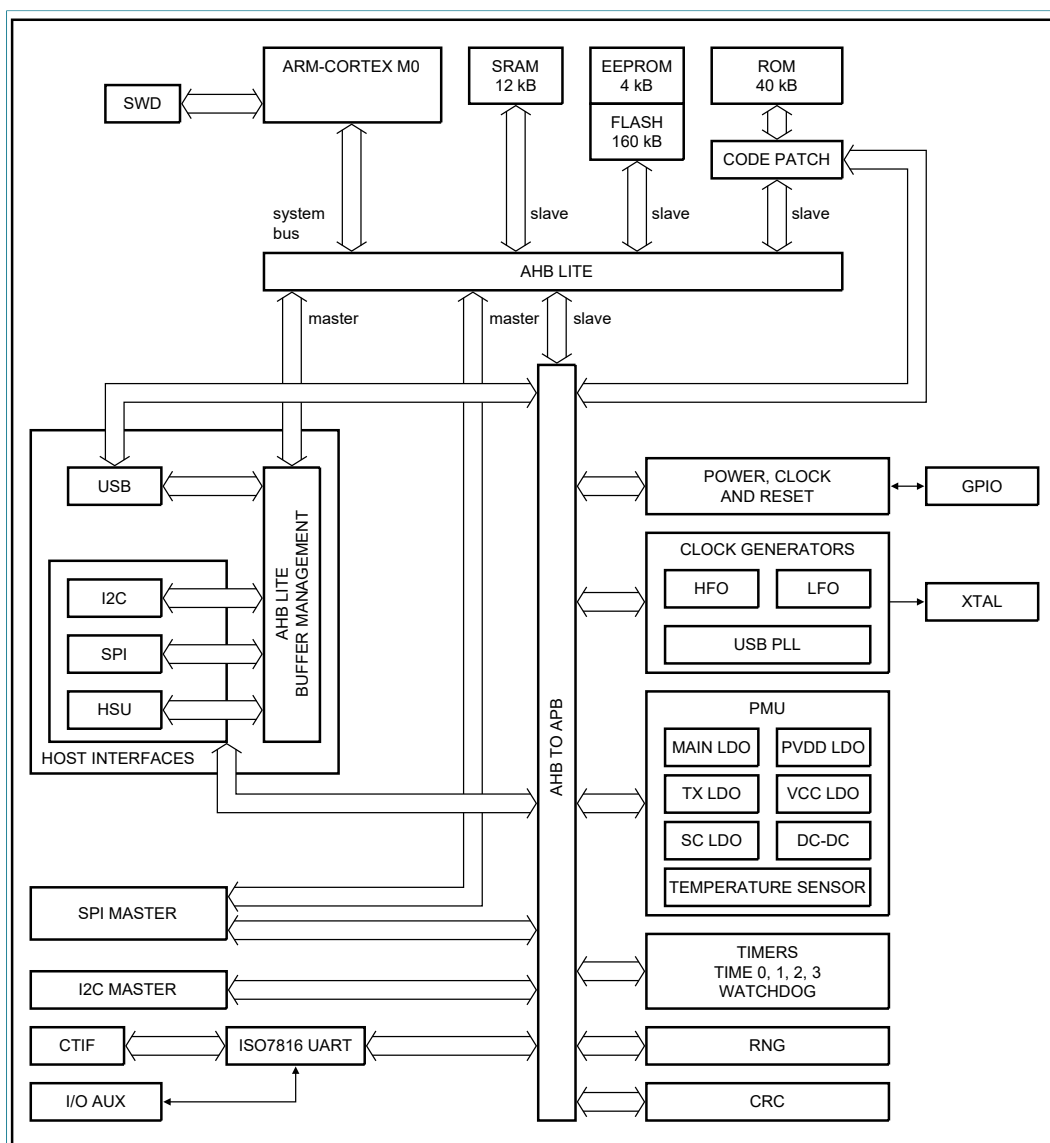 ARM-CORTEX M0
SRAM
12 kB
EEPROM
4 kB
ROM
40 kB
SWD
FLASH
160 kB
CODE PATCH
system
bus
slave
slave
slave
AHB LITE
master
master
slave
USB
POWER, CLOCK
AND RESET
GPIO
CLOCK GENERATORS
HFO
LFO
USB PLL
XTAL
I2C
SPI
HSU
AHB LITE
BUFFER MANAGEMENT
HOST INTERFACES
AHB TO APB
PMU
MAIN LDO
PVDD LDO
TX LDO
VCC LDO
SC LDO
DC-DC
TEMPERATURE SENSOR
SPI MASTER
TIMERS
TIME 0, 1, 2, 3
WATCHDOG
I2C MASTER
CTIF
ISO7816 UART
RNG
I/O AUX
CRC